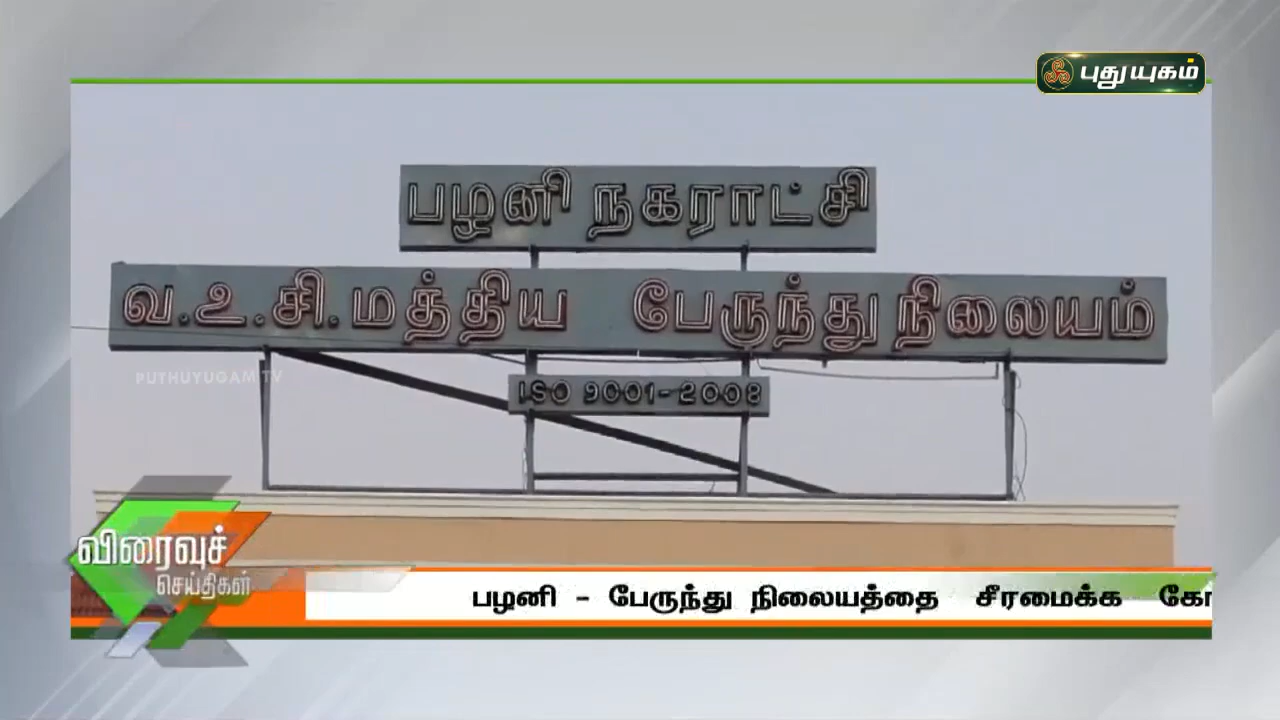 புதுயுகம்
பழனி நகராட்சி
வ.உ.சி.மத்திய பேருந்து நிலையம்
PUTHUYUGAM TV
ISO 9001-2008
விரைவுச்
செய்திகள்
பழனி - பேருந்து நிலையத்தை சீரமைக்க